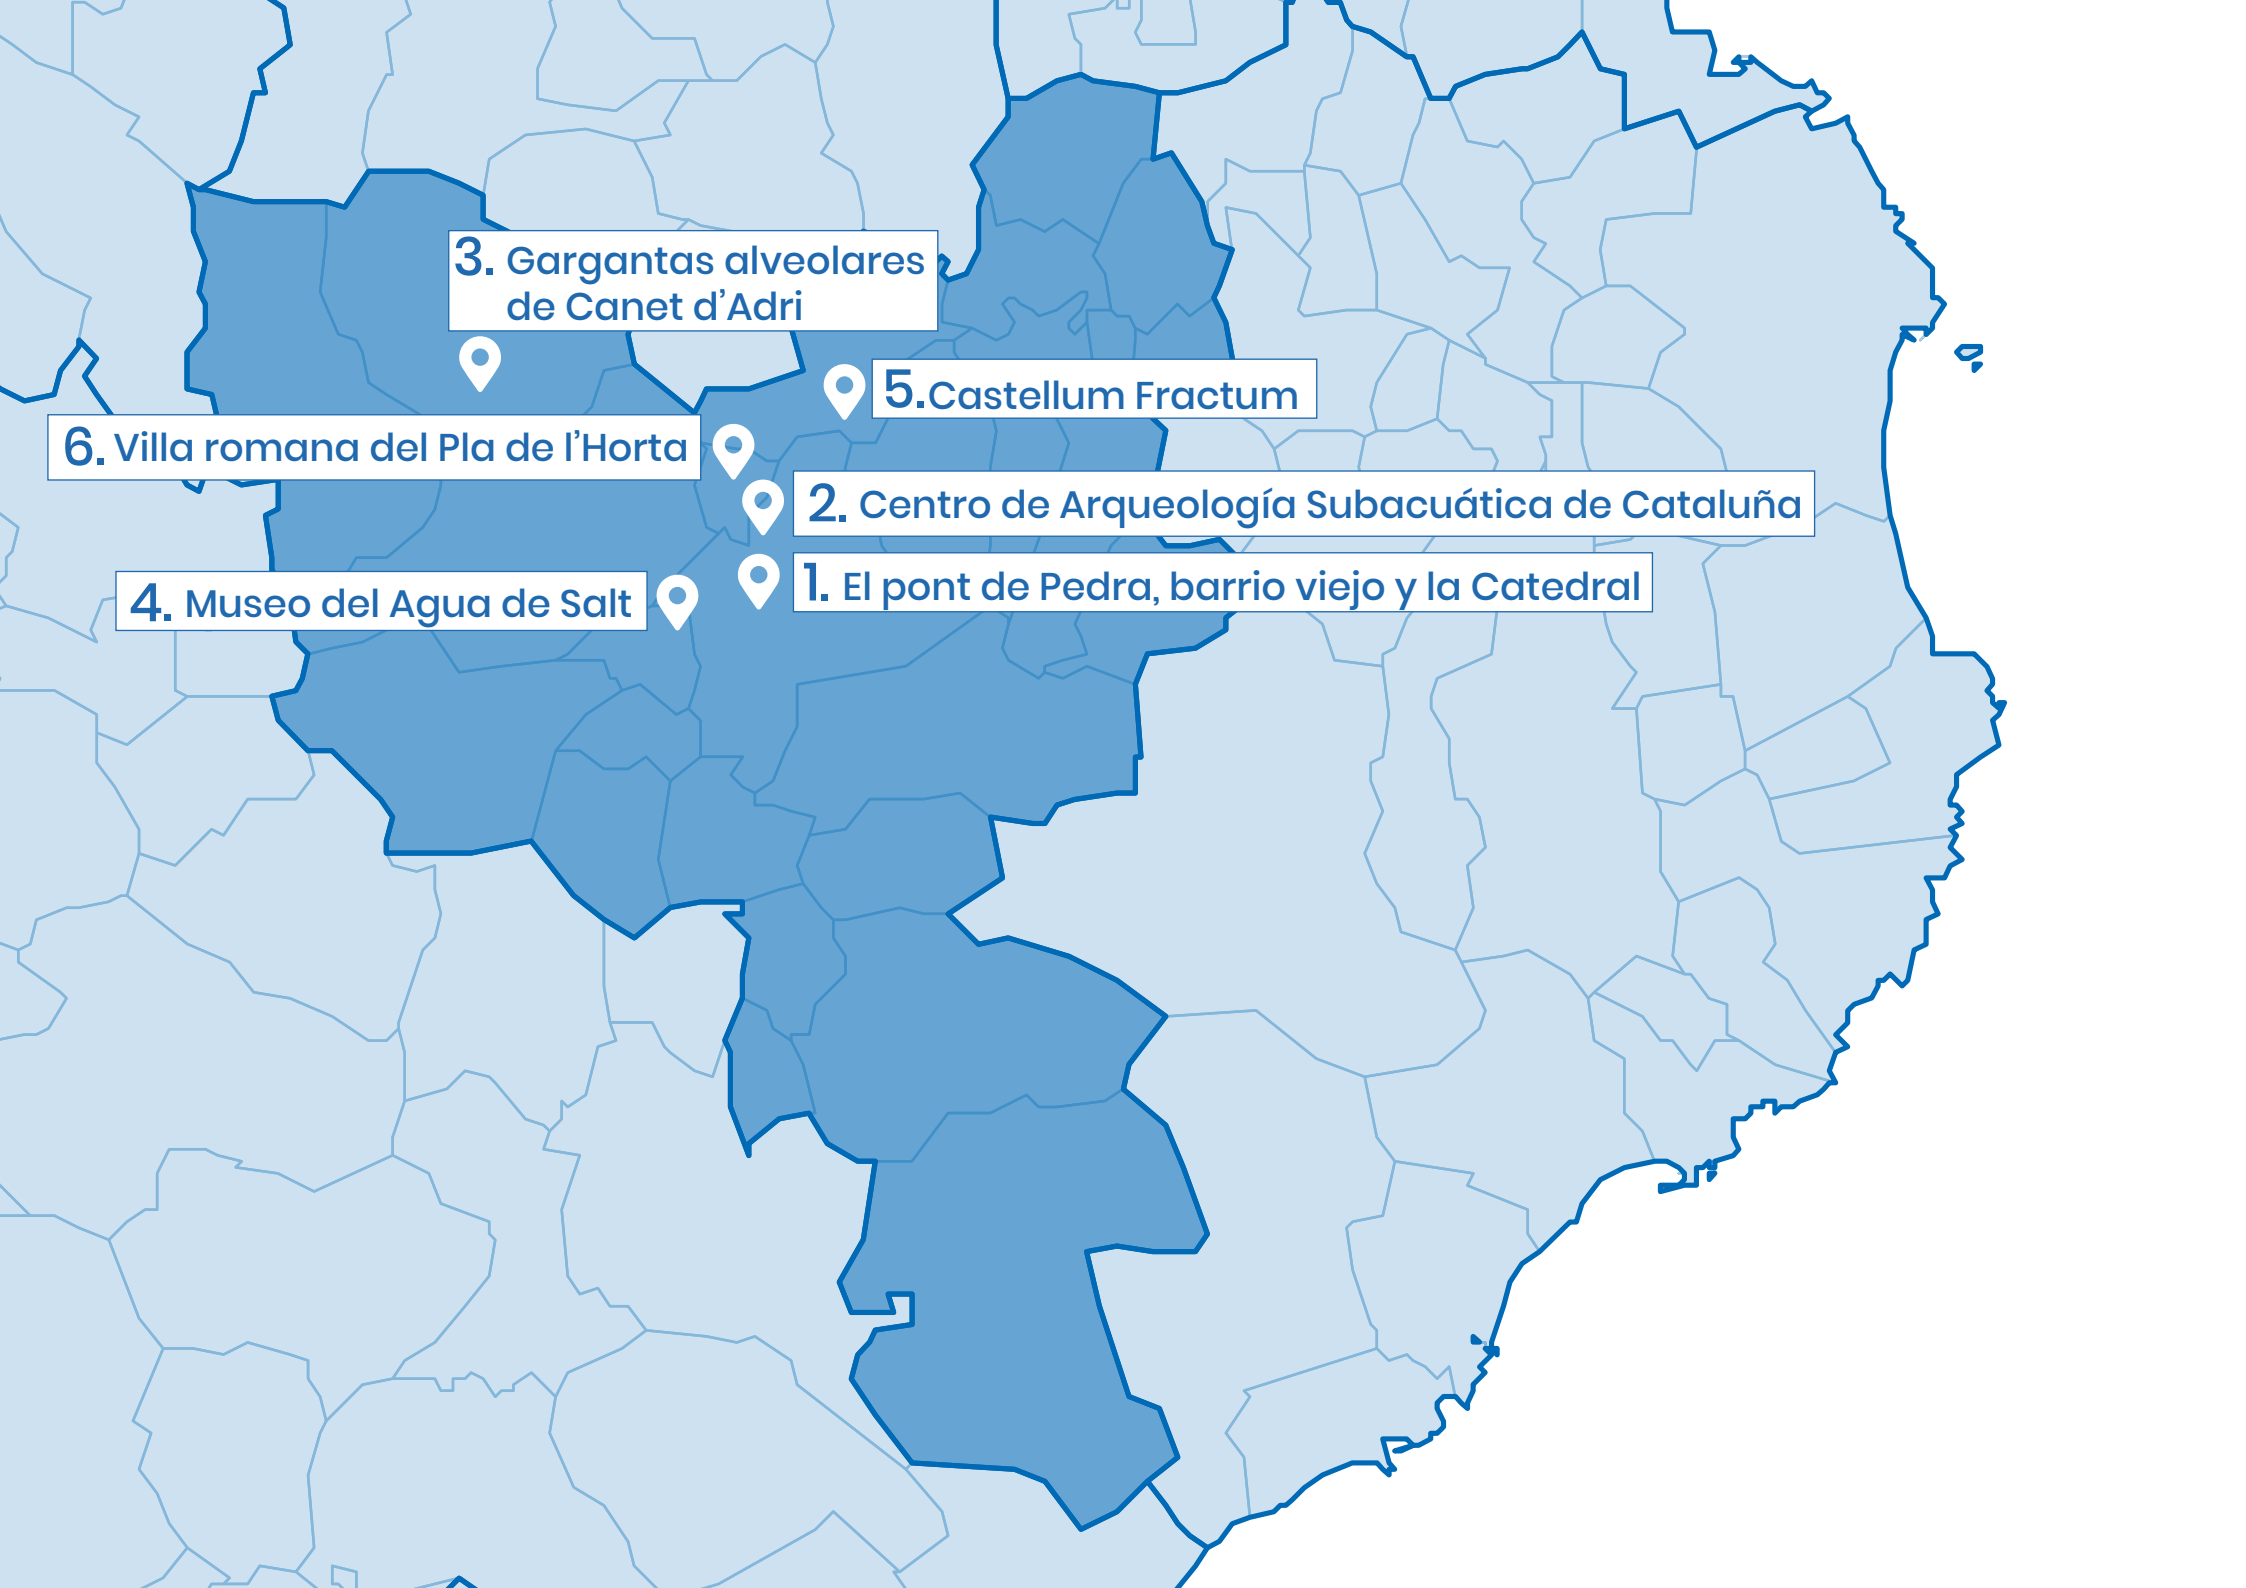 3. Gargantas alveolares
de Canet d’Adri
5.Castellum Fractum
6. Villa romana del Pla de l’Horta
2. Centro de Arqueología Subacuática de Cataluña
1. El pont de Pedra, barrio viejo y la Catedral
4. Museo del Agua de Salt